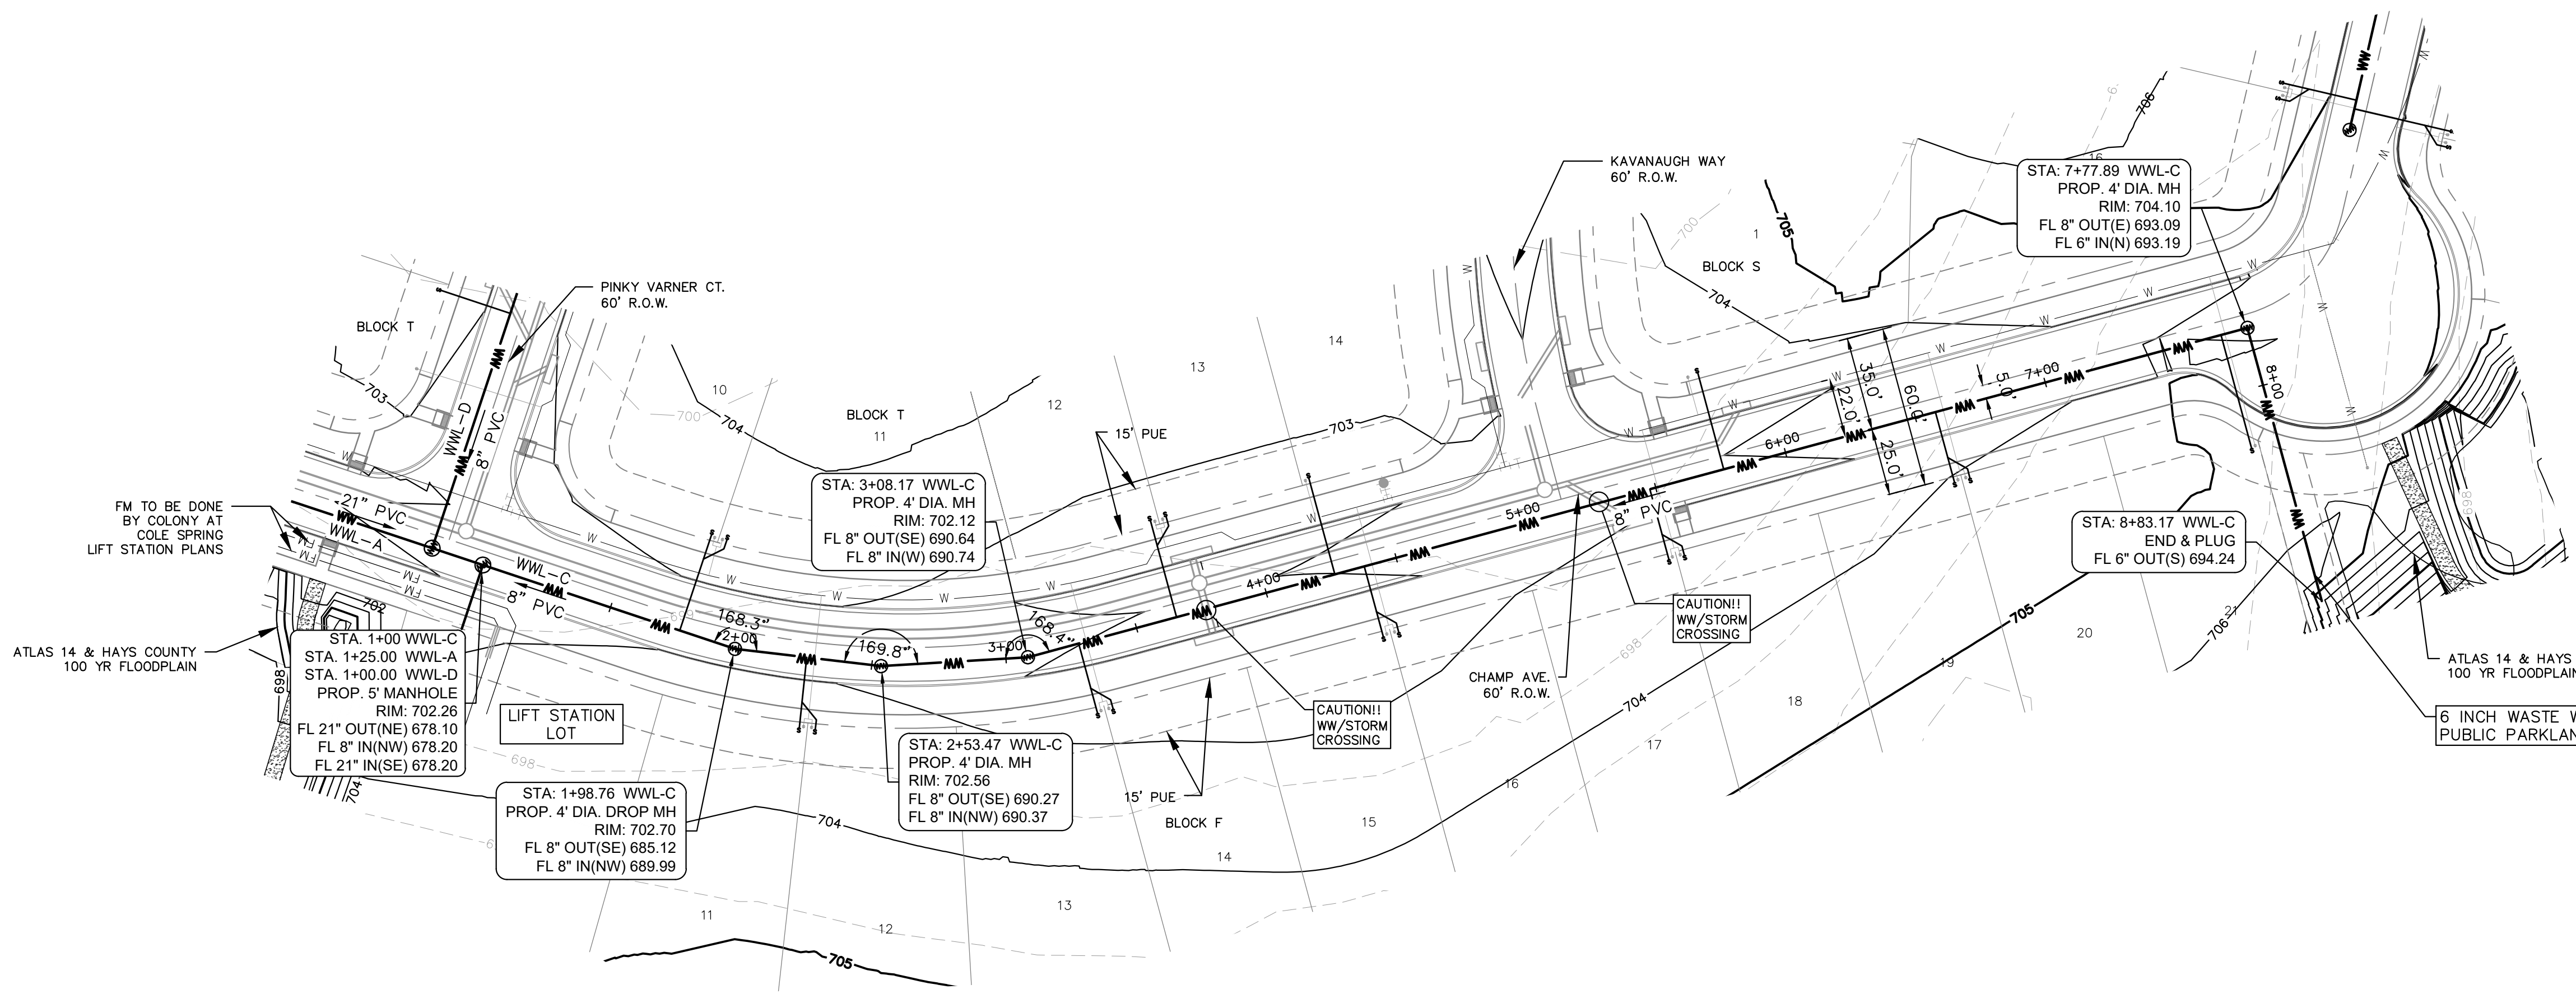 KAVANAUGH WAY
60' R.O.W.
PINKY VARNER CT.
60' R.O.W.
BLOCK T
703
10
700
704
BLOCK T
11
12
13
14
15' PUE
703
STA: 3+08.17 WWL-C
PROP. 4' DIA. MH
RIM: 702.12
FL 8" OUT(SE) 690.64
FL 8" IN(W) 690.74
700
1
BLOCK S
704
705
706
16
STA: 7+77.89 WWL-C
PROP. 4' DIA. MH
RIM: 704.10
FL 8" OUT(E) 693.09
FL 6" IN(N) 693.19
WW
W
35.0'
60.0'
22.0'
25.0'
5.0'
7+00
8+00
6+00
5+00
4+00
3+00
2+00
8" PVC
WWL-D
8" PVC
21" PVC
WWL-A
FM
FM
FM
FM
WWL-C
8" PVC
168.3°
169.8°
168.4°
FM TO BE DONE
BY COLONY AT
COLE SPRING
LIFT STATION PLANS
702
698
ATLAS 14 & HAYS COUNTY
100 YR FLOODPLAIN
STA. 1+00 WWL-C
STA. 1+25.00 WWL-A
STA. 1+00.00 WWL-D
PROP. 5' MANHOLE
RIM: 702.26
FL 21" OUT(NE) 678.10
FL 8" IN(NW) 678.20
FL 21" IN(SE) 678.20
704
LIFT STATION
LOT
698
STA: 1+98.76 WWL-C
PROP. 4' DIA. DROP MH
RIM: 702.70
FL 8" OUT(SE) 685.12
FL 8" IN(NW) 689.99
704
STA: 2+53.47 WWL-C
PROP. 4' DIA. MH
RIM: 702.56
FL 8" OUT(SE) 690.27
FL 8" IN(NW) 690.37
15' PUE
BLOCK F
CAUTION!!
WW/STORM
CROSSING
CHAMP AVE.
60' R.O.W.
CAUTION!!
WW/STORM
CROSSING
698
704
705
11
12
13
14
15
16
17
18
19
20
21
705
706
698
STA: 8+83.17 WWL-C
END & PLUG
FL 6" OUT(S) 694.24
ATLAS 14 & HAYS
100 YR FLOODPLAIN
6 INCH WASTE W
PUBLIC PARKLAN